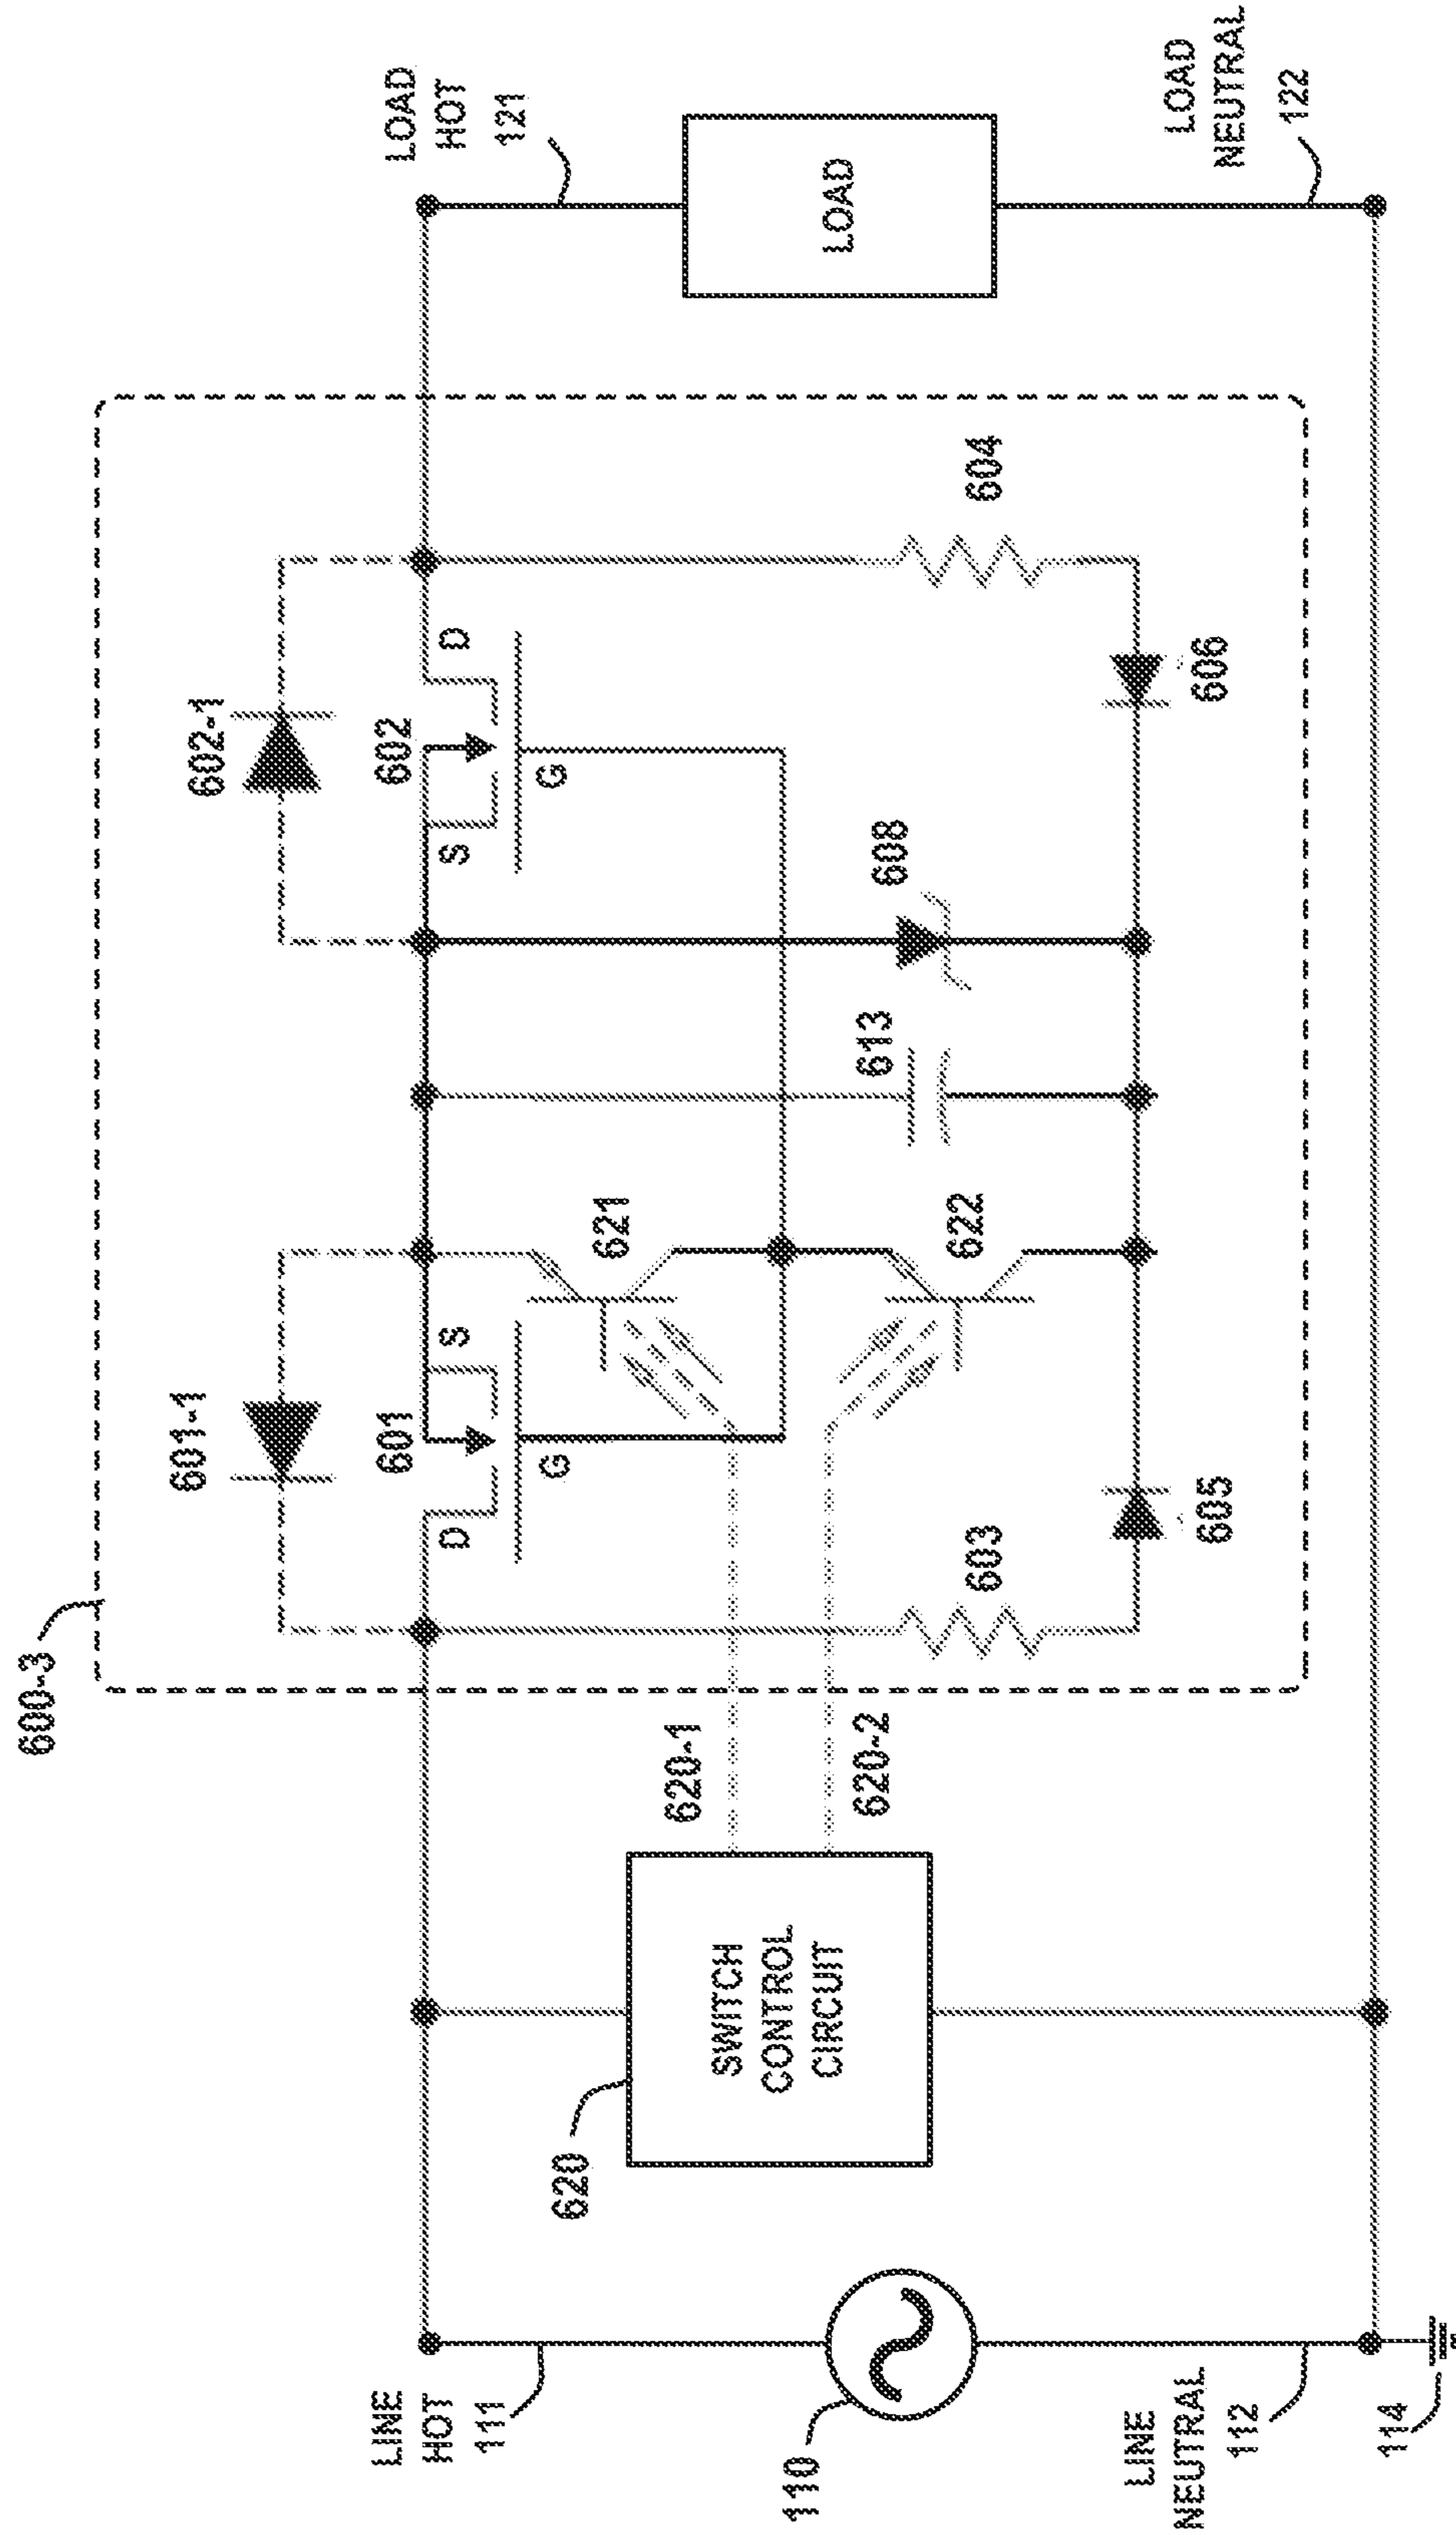 600-3
601-1
602-1
LINE
HOT
111
D
601
S
G
S
602
D
G
LOAD
HOT
121
620
SWITCH
CONTROL
CIRCUIT
620-1
620-2
621
622
613
608
603
604
605
606
110
LOAD
LINE
NEUTRAL
112
114
LOAD
NEUTRAL
122